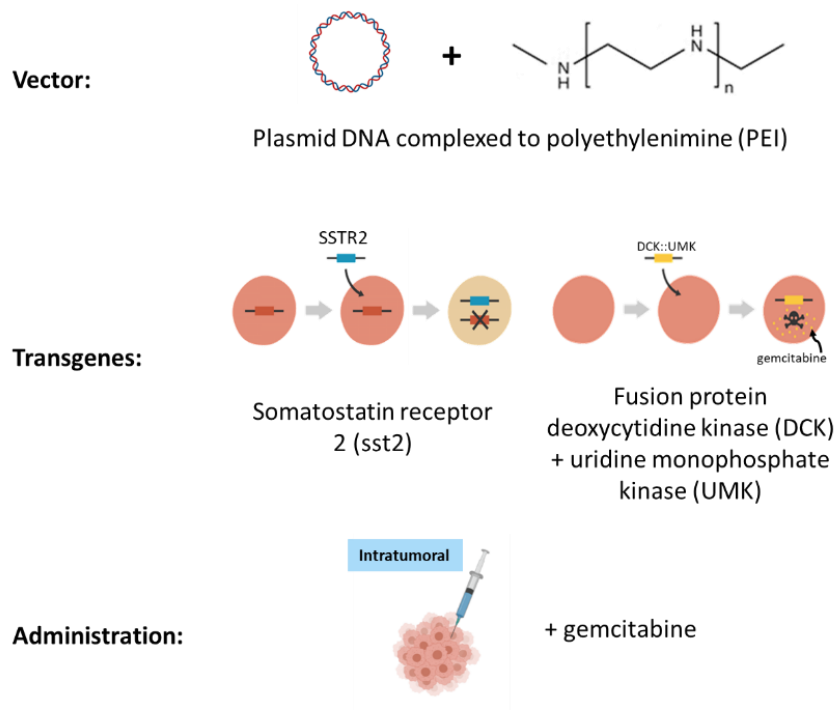 Vector:
+
N
H
H
N
n
Plasmid DNA complexed to polyethylenimine (PEI)
Transgenes:
SSTR2
DCK::UMK
gemcitabine
Somatostatin receptor
2 (sst2)
Fusion protein
deoxycytidine kinase (DCK)
+ uridine monophosphate
kinase (UMK)
Administration:
Intratumoral
+ gemcitabine